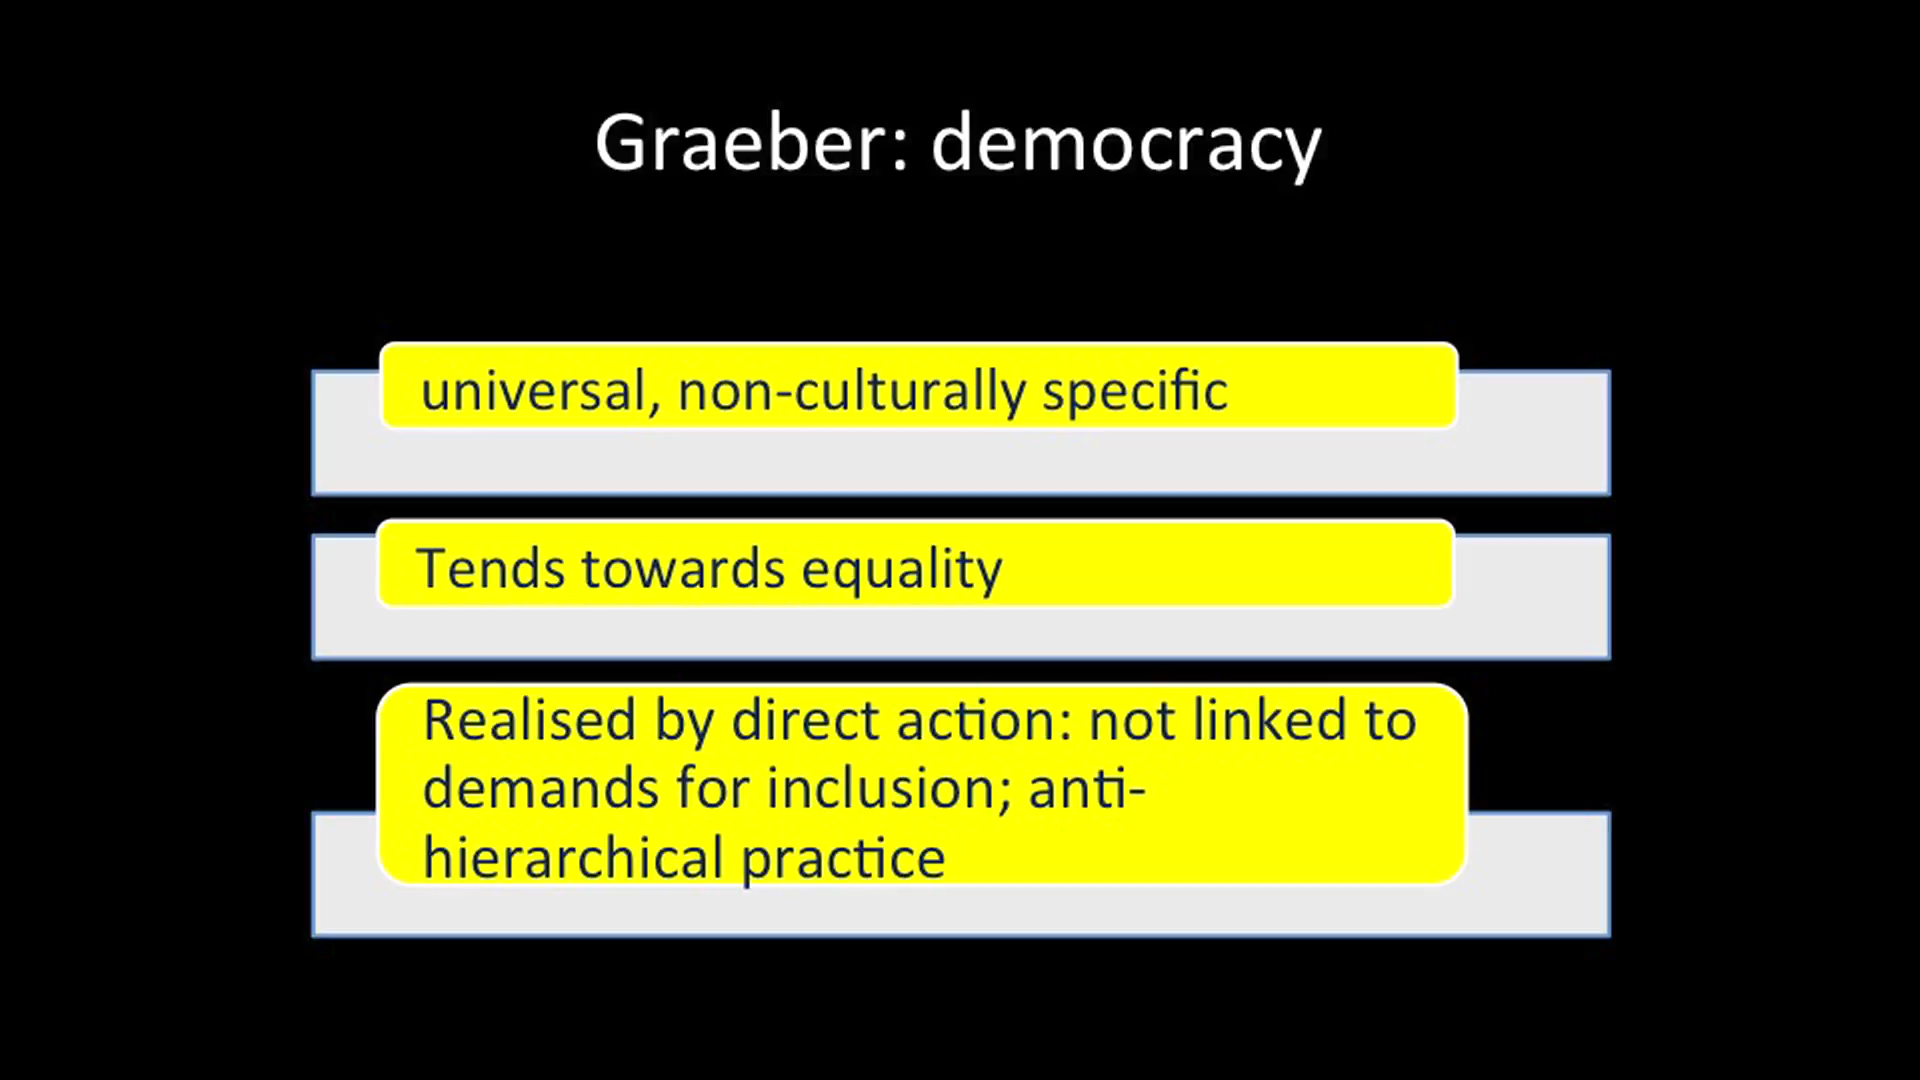 Graeber: democracy
universal, non-culturally specific
Tends towards equality
Realised by direct action: not linked to
demands for inclusion; anti-
hierarchical practice